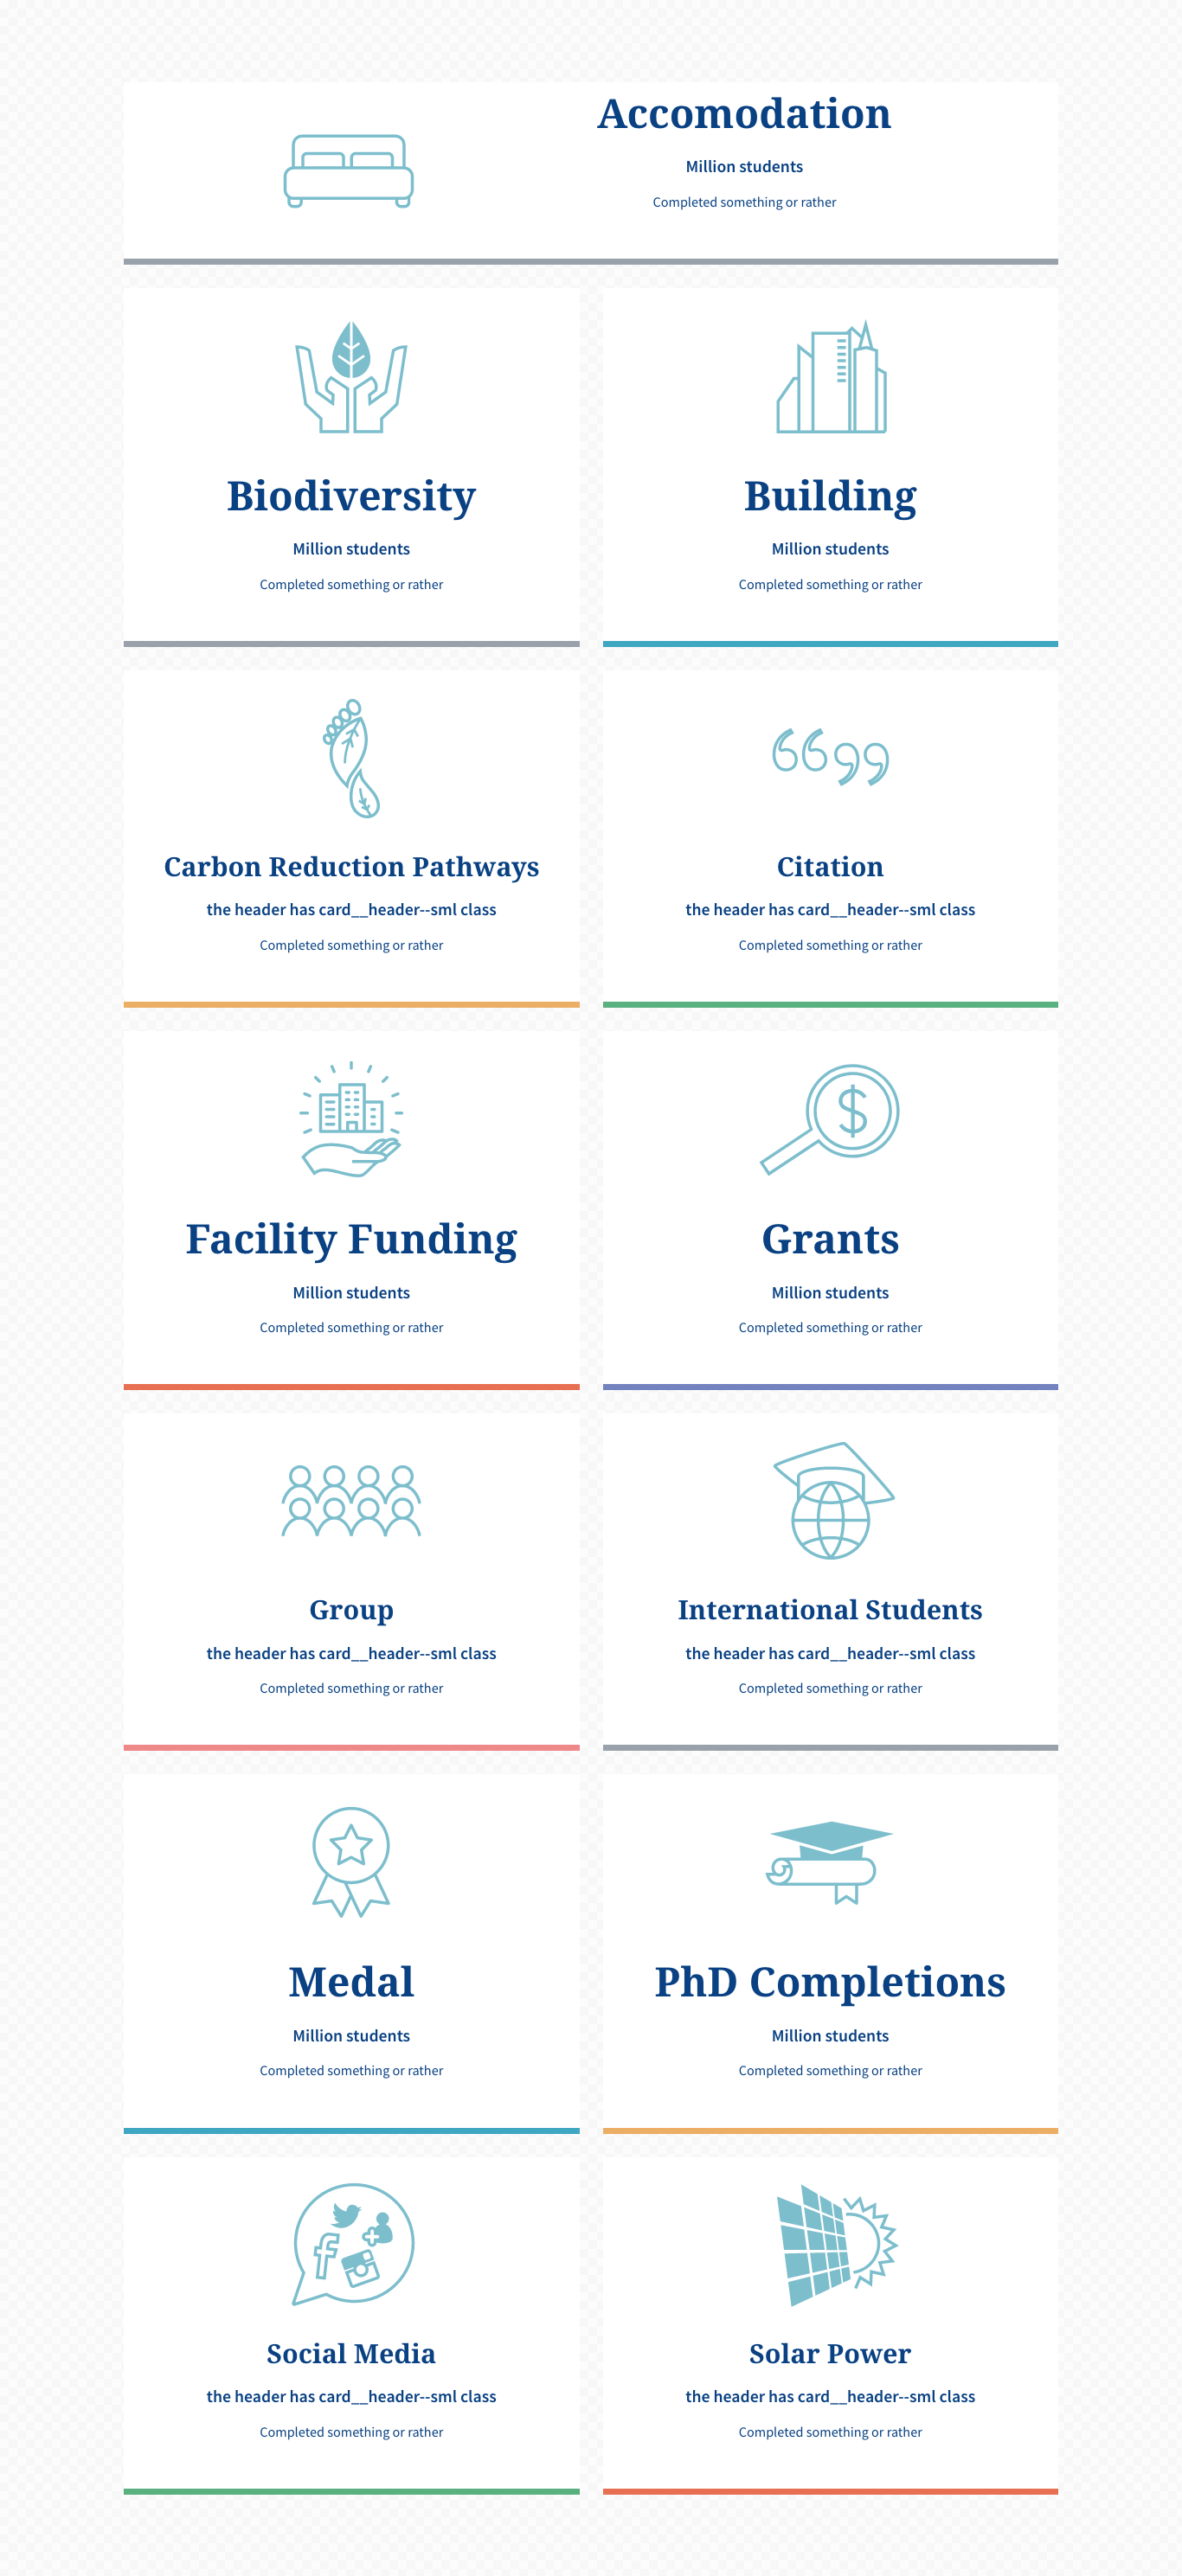 Accomodation
Million students
Completed something or rather
Biodiversity
Million students
Completed something or rather
Building
Million students
Completed something or rather
Carbon Reduction Pathways
the header has card__header--sml class
Completed something or rather
Citation
the header has card__header--sml class
Completed something or rather
Facility Funding
Million students
Completed something or rather
Grants
Million students
Completed something or rather
Group
the header has card__header--sml class
Completed something or rather
International Students
the header has card__header--sml class
Completed something or rather
Medal
Million students
Completed something or rather
PhD Completions
Million students
Completed something or rather
Social Media
the header has card__header--sml class
Completed something or rather
Solar Power
the header has card__header--sml class
Completed something or rather